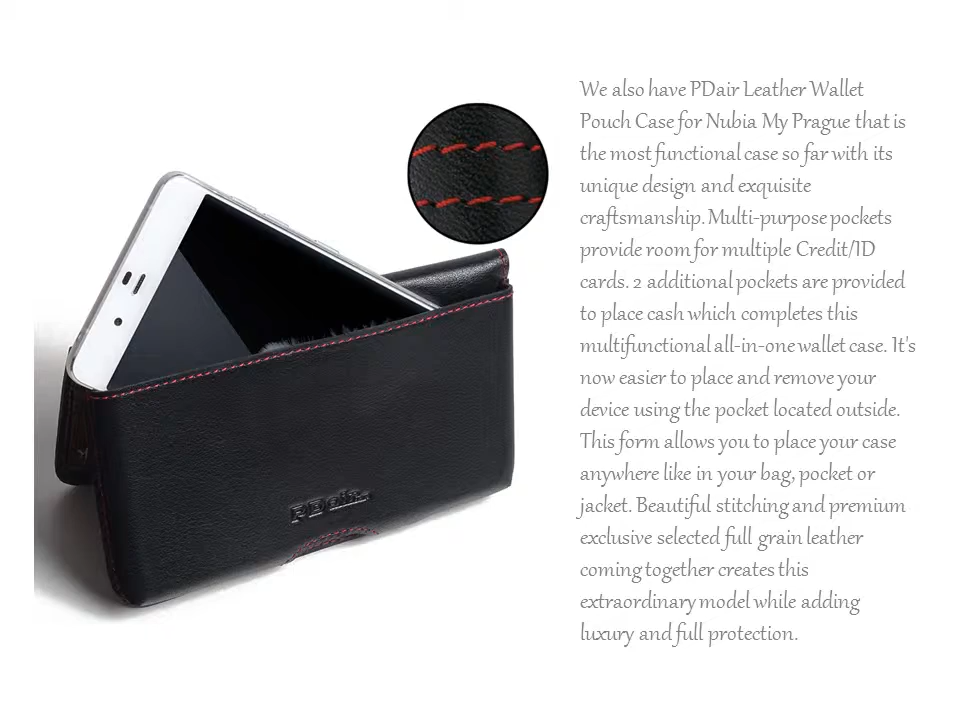 We also have PDair Leather Wallet
Pouch Case for Nubia My Prague that is
the most functional case so far with its
unique design and exquisite
craftsmanship. Multi-purpose pockets
provide room for multiple Credit/ID
cards. 2 additional pockets are provided
to place cash which completes this
multifunctional all-in-one wallet case. It's
now easier to place and remove your
device using the pocket located outside.
This form allows you to place your case
anywhere like in your bag, pocket or
jacket. Beautiful stitching and premium
exclusive selected full grain leather
coming together creates this
extraordinary model while adding
luxury and full protection.
PDair